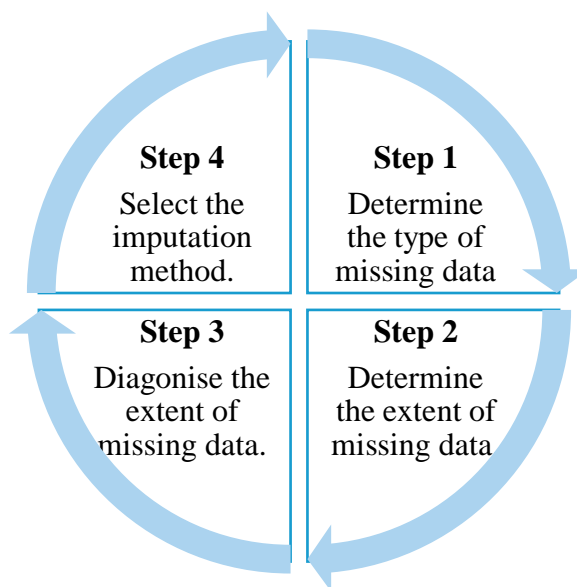 Step 4
Select the
imputation
method.
Step 1
Determine
the type of
missing data
Step 3
Diagonise the
extent of
missing data.
Step 2
Determine
the extent of
missing data